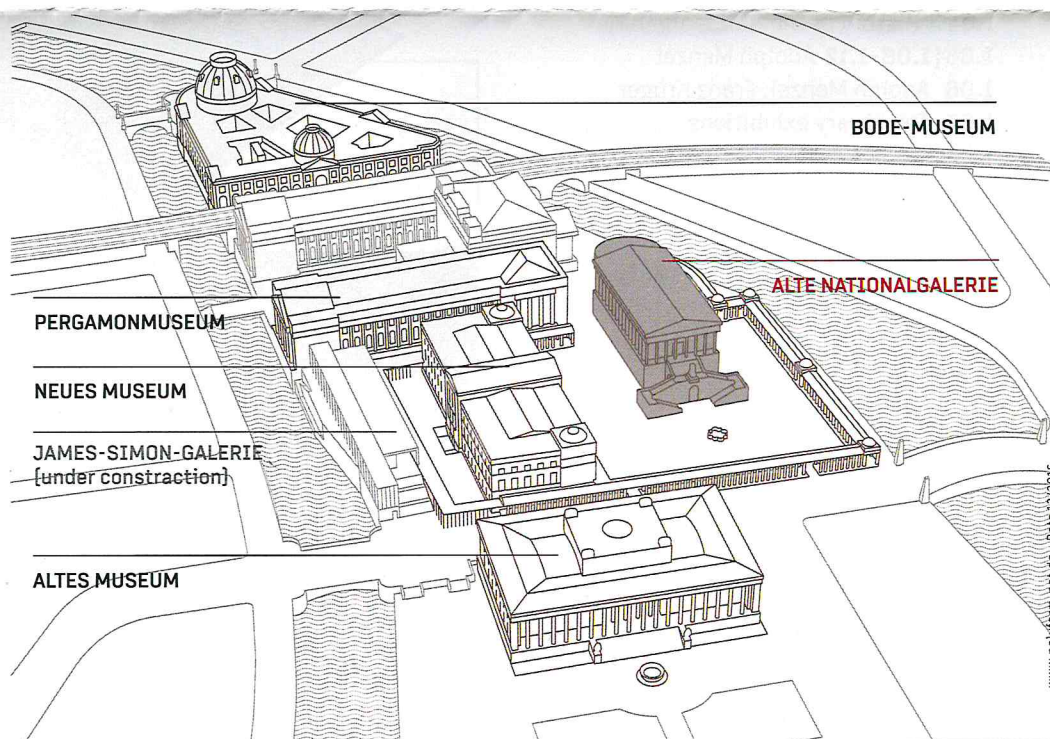 BODE-MUSEUM
ALTE NATIONALGALERIE
PERGAMONMUSEUM
NEUES MUSEUM
JAMES-SIMON-GALERIE
(under constraction)
ALTES MUSEUM